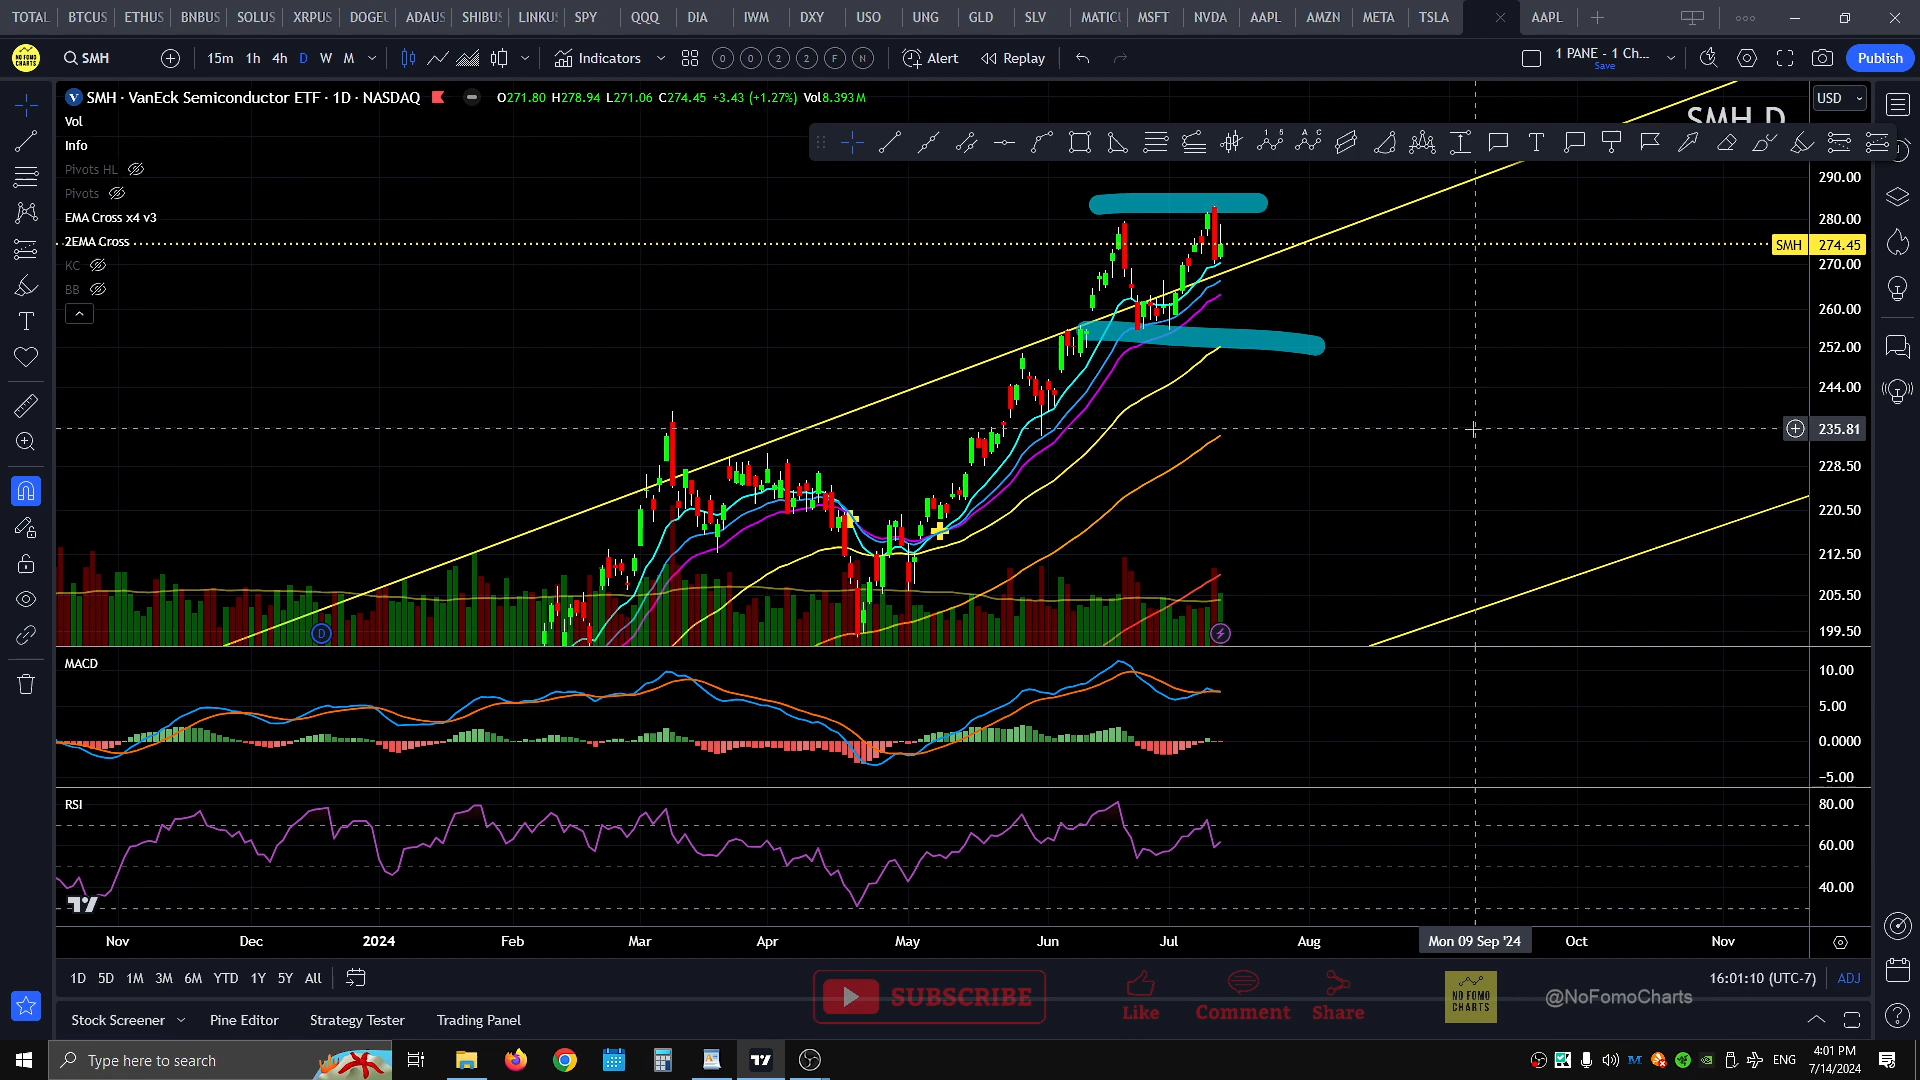 TOTAL BTCUS ETHUS BNBUS SOLUS XRPUS DOGEU ADAUS SHIBUS LINKUS SPY QQQ DIA IWM DXY USO UNG GLD SLV MATICU MSFT NVDA AAPL AMZN META TSLA AAPL
NO FOMO CHARTS SMH 15m 1h 4h D W M Indicators O O 2 2 F N Alert Replay 1 PANE - 1 Ch... Save Publish
SMH · VanEck Semiconductor ETF · 1D · NASDAQ O271.80 H278.94 L271.06 C274.45 +3.43 (+1.27%) Vol8.393M USD
SMH D
Vol
Info
Pivots HL
Pivots
EMA Cross x4 v3
2EMA Cross
KC
BB
290.00
280.00
SMH 274.45
270.00
260.00
252.00
244.00
235.81
228.50
220.50
212.50
205.50
199.50
D
MACD
10.00
5.00
0.0000
−5.00
RSI
80.00
60.00
40.00
Nov Dec 2024 Feb Mar Apr May Jun Jul Aug Mon 09 Sep '24 Oct Nov
1D 5D 1M 3M 6M YTD 1Y 5Y All 16:01:10 (UTC-7) ADJ
SUBSCRIBE Like Comment Share NO FOMO CHARTS @NoFomoCharts
Stock Screener Pine Editor Strategy Tester Trading Panel
Type here to search ENG 4:01 PM
7/14/2024